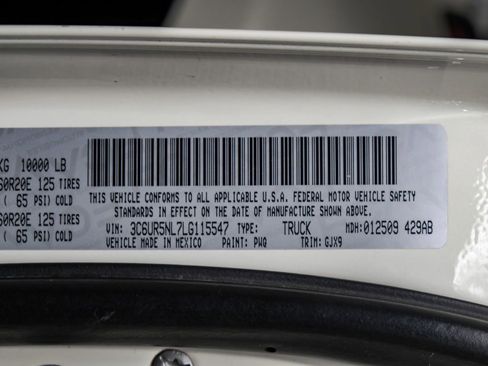 KG 10000 LB
60R20E 125 TIRES
( 65 PSI) COLD
60R20E 125 TIRES
( 65 PSI) COLD
THIS VEHICLE CONFORMS TO ALL APPLICABLE U.S.A. FEDERAL MOTOR VEHICLE SAFETY
STANDARDS IN EFFECT ON THE DATE OF MANUFACTURE SHOWN ABOVE.
VIN: 3C6UR5NL7LG115547 TYPE: TRUCK MDH:012509 429AB
VEHICLE MADE IN MEXICO PAINT: PWQ TRIM: GJX9